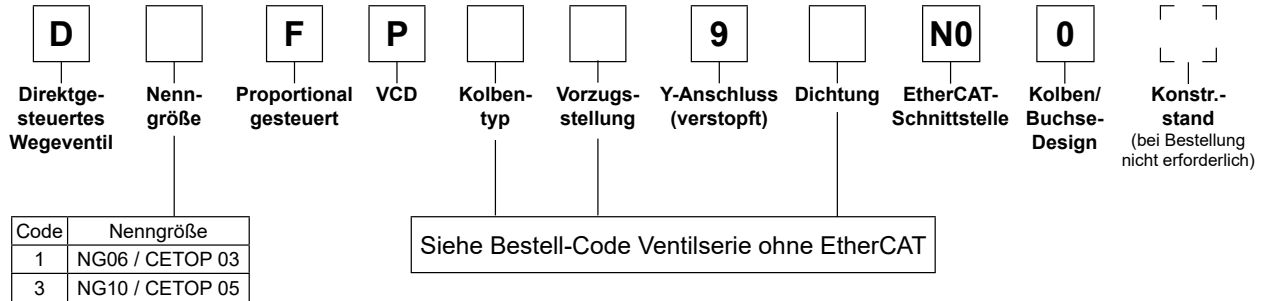 D F P 9 N0 0
Direktge-
steuertes
Wegeventil
Nenn-
größe
Proportional
gesteuert
VCD
Kolben-
typ
Vorzugs-
stellung
Y-Anschluss
(verstopft)
Dichtung
EtherCAT-
Schnittstelle
Kolben/
Buchse-
Design
Konstr.-
stand
(bei Bestellung
nicht erforderlich)
Code Nenngröße
1 NG06 / CETOP 03
3 NG10 / CETOP 05
Siehe Bestell-Code Ventilserie ohne EtherCAT